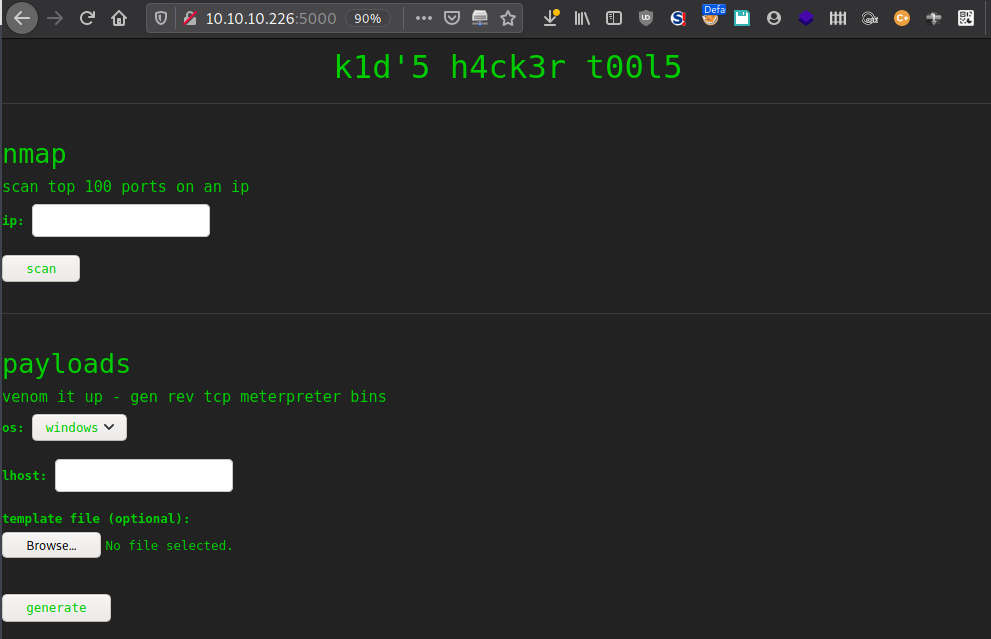 10.10.10.226:5000 90% Defa
k1d'5 h4ck3r t00l5
nmap
scan top 100 ports on an ip
ip:
scan
payloads
venom it up - gen rev tcp meterpreter bins
os: windows
lhost:
template file (optional):
Browse… No file selected.
generate